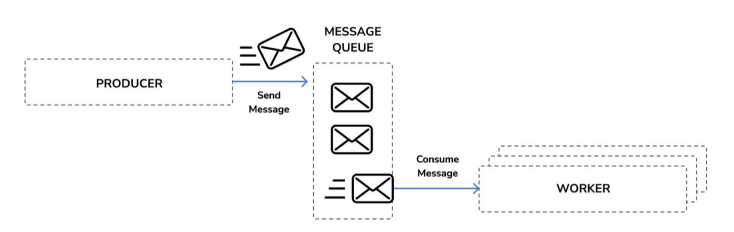 MESSAGE
QUEUE
PRODUCER
Send
Message
Consume
Message
WORKER